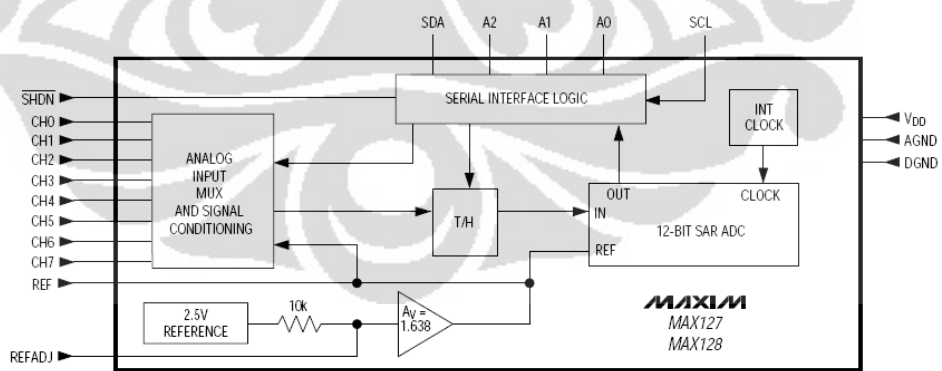 SDA A2 A1 A0 SCL
SHDN
SERIAL INTERFACE LOGIC
INT
CLOCK
VDD
AGND
DGND
CH0
CH1
CH2
CH3
CH4
CH5
CH6
CH7
REF
ANALOG
INPUT
MUX
AND SIGNAL
CONDITIONING
T/H
OUT
CLOCK
IN
12-BIT SAR ADC
REF
2.5V
REFERENCE
10k
Av =
1.638
MAXIM
MAX127
MAX128
REFADJ